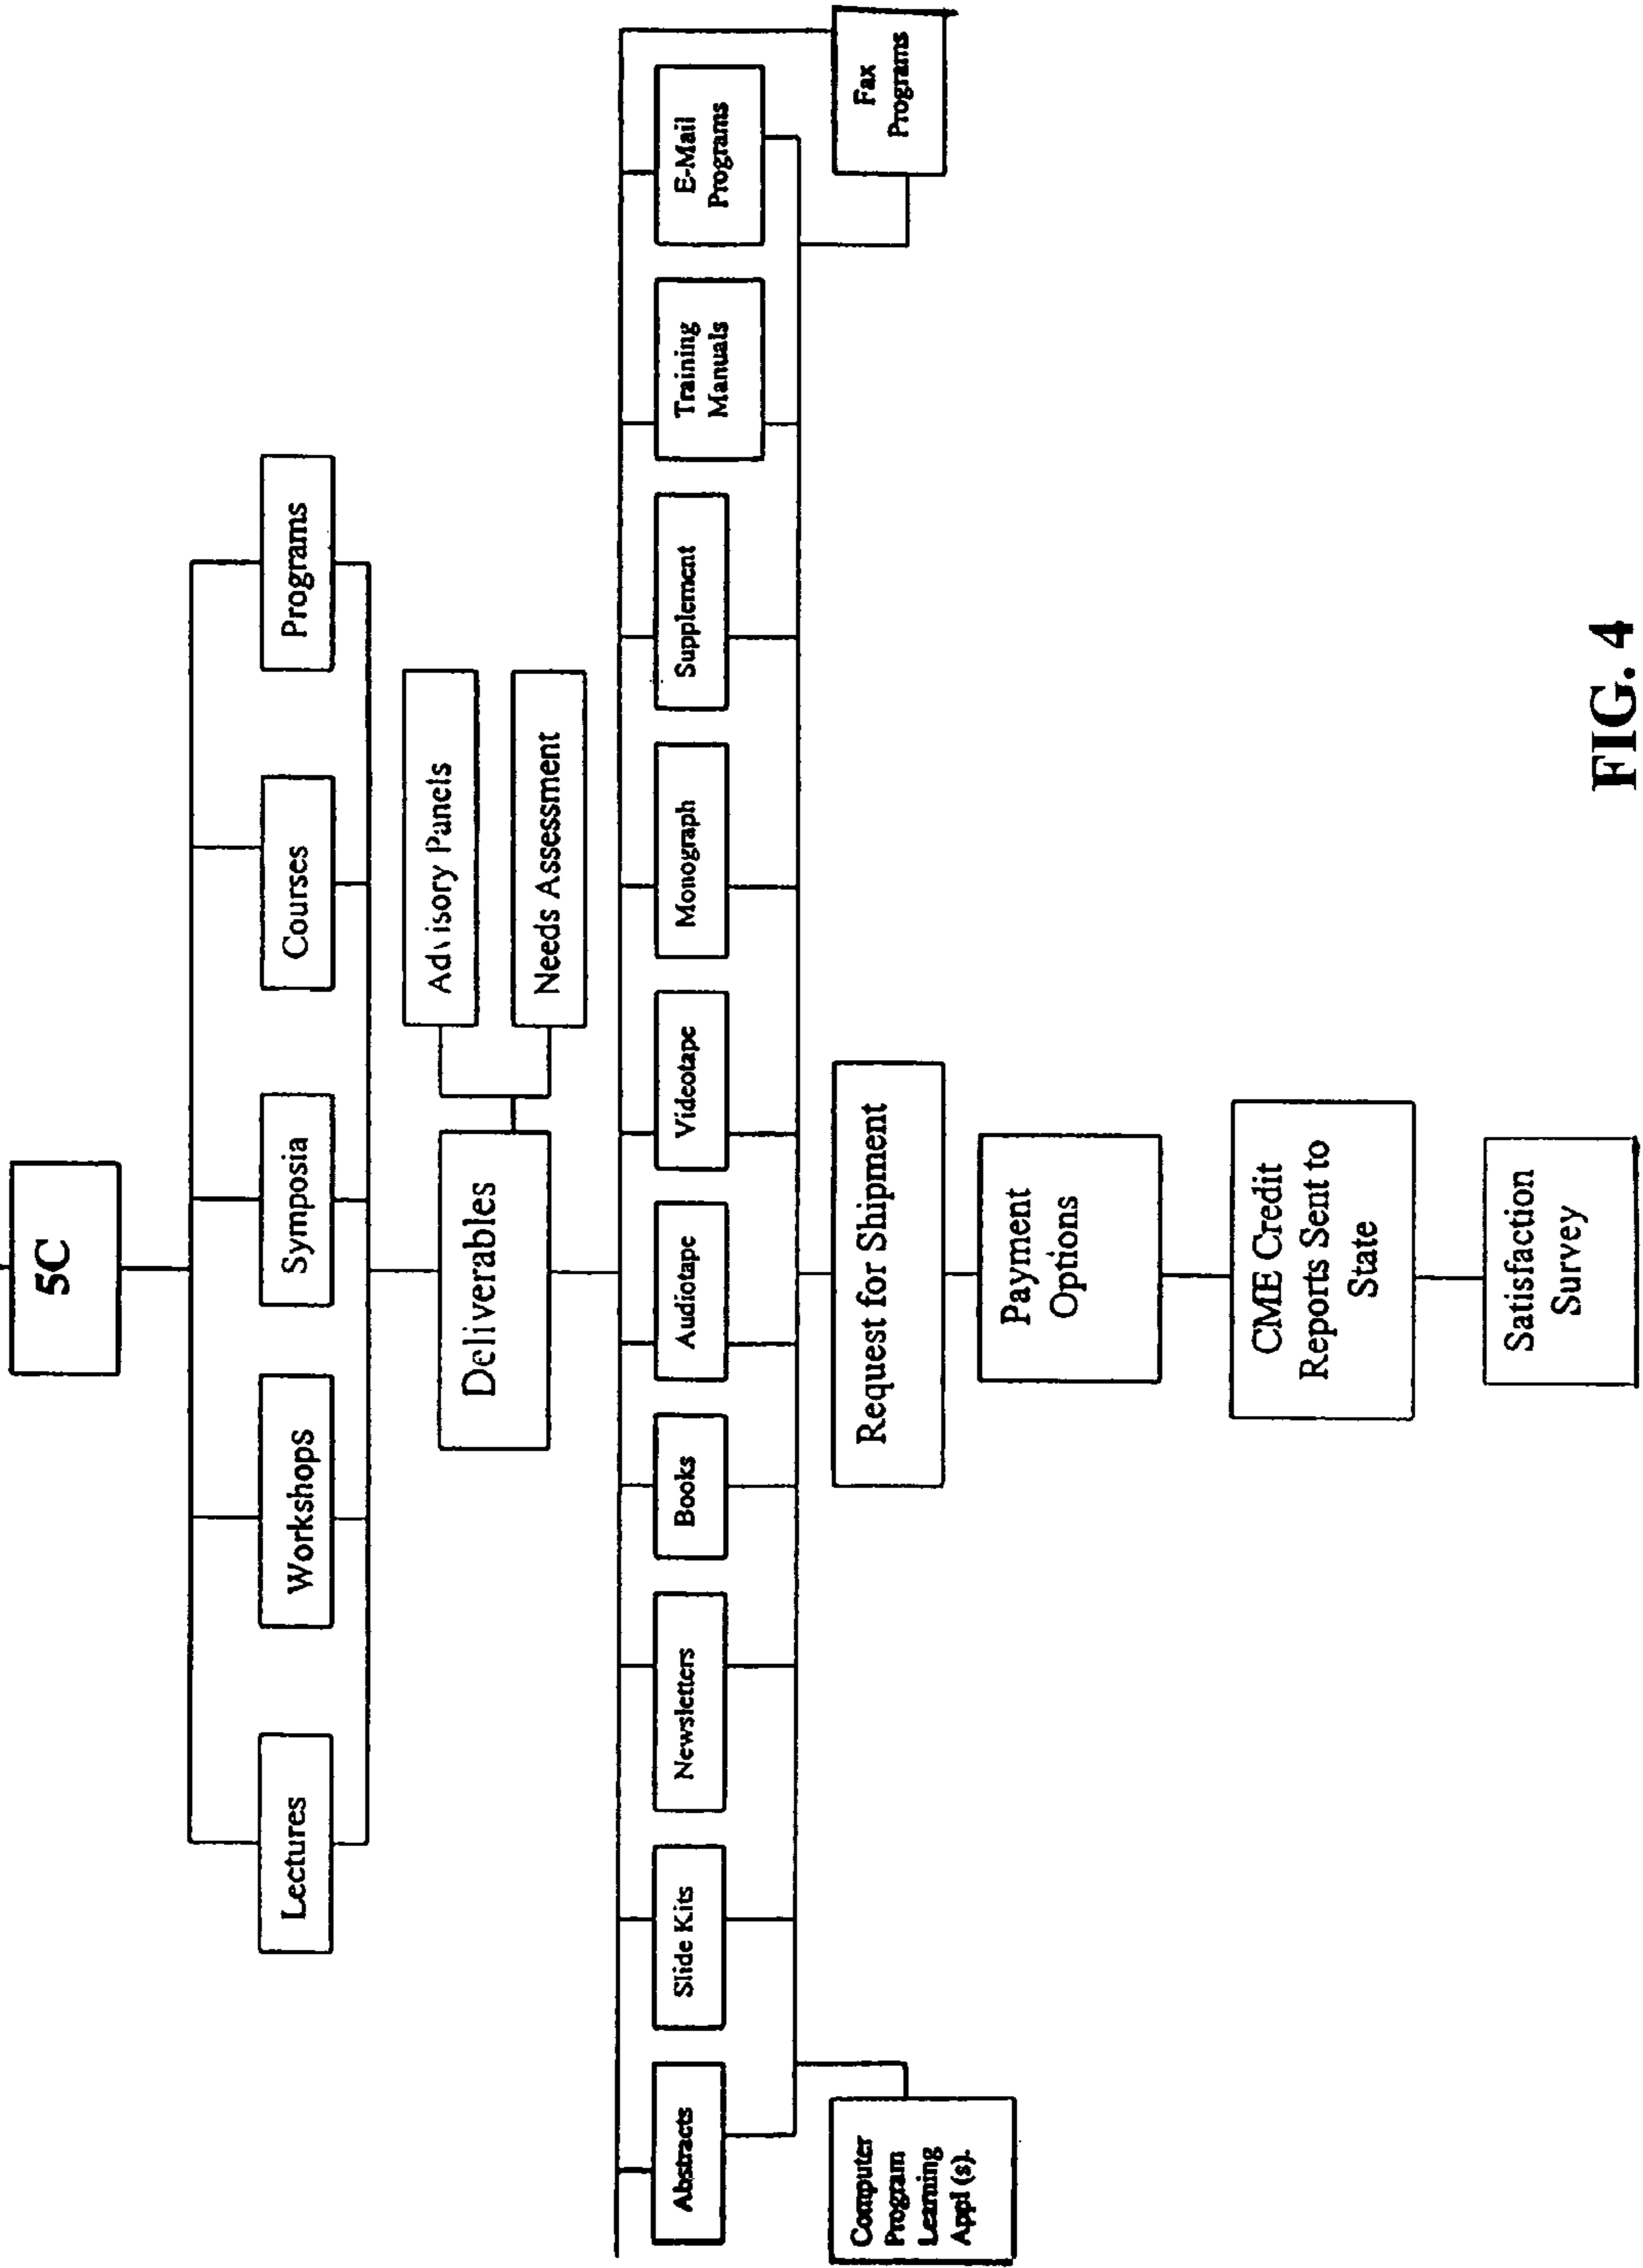 5C
Lectures
Workshops
Symposia
Courses
Programs
Deliverables
Advisory Panels
Needs Assessment
Abstracts
Slide Kits
Newsletters
Books
Audiotape
Videotape
Monograph
Supplement
Training
Manuals
E-Mail
Programs
Computer
Program
Learning
Appl (s).
Request for Shipment
Fax
Programs
Payment
Options
CME Credit
Reports Sent to
State
Satisfaction
Survey
FIG. 4